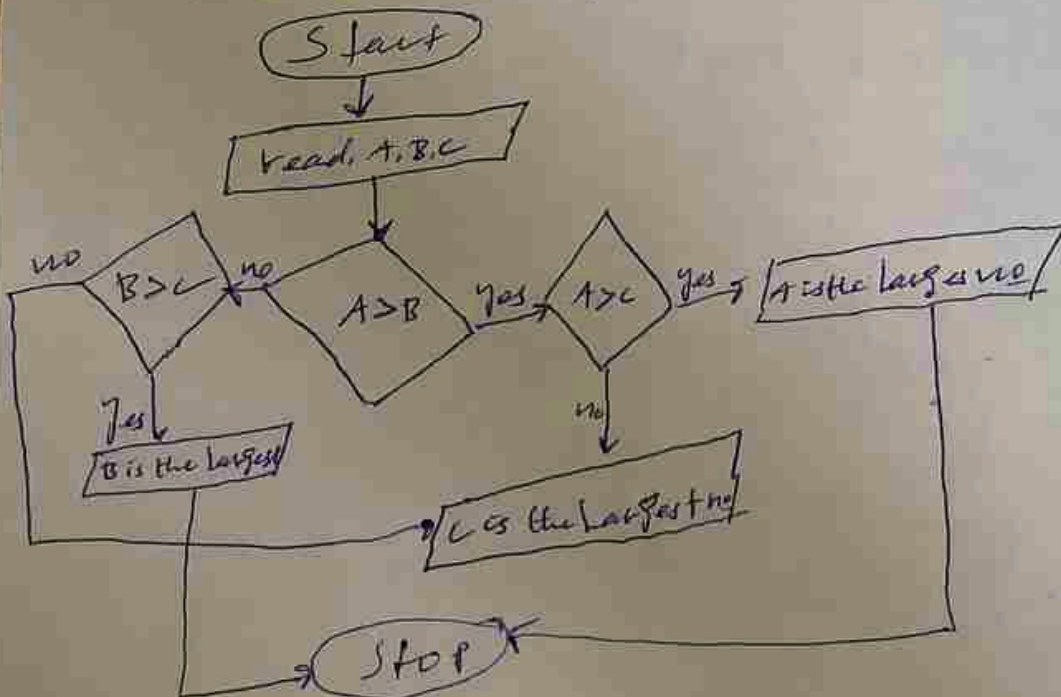 Start
read, A, B, C
no
B>C
no
A>B
yes
A>C
yes
A is the larges no
yes
no
B is the largest
C is the Largest no
Stop